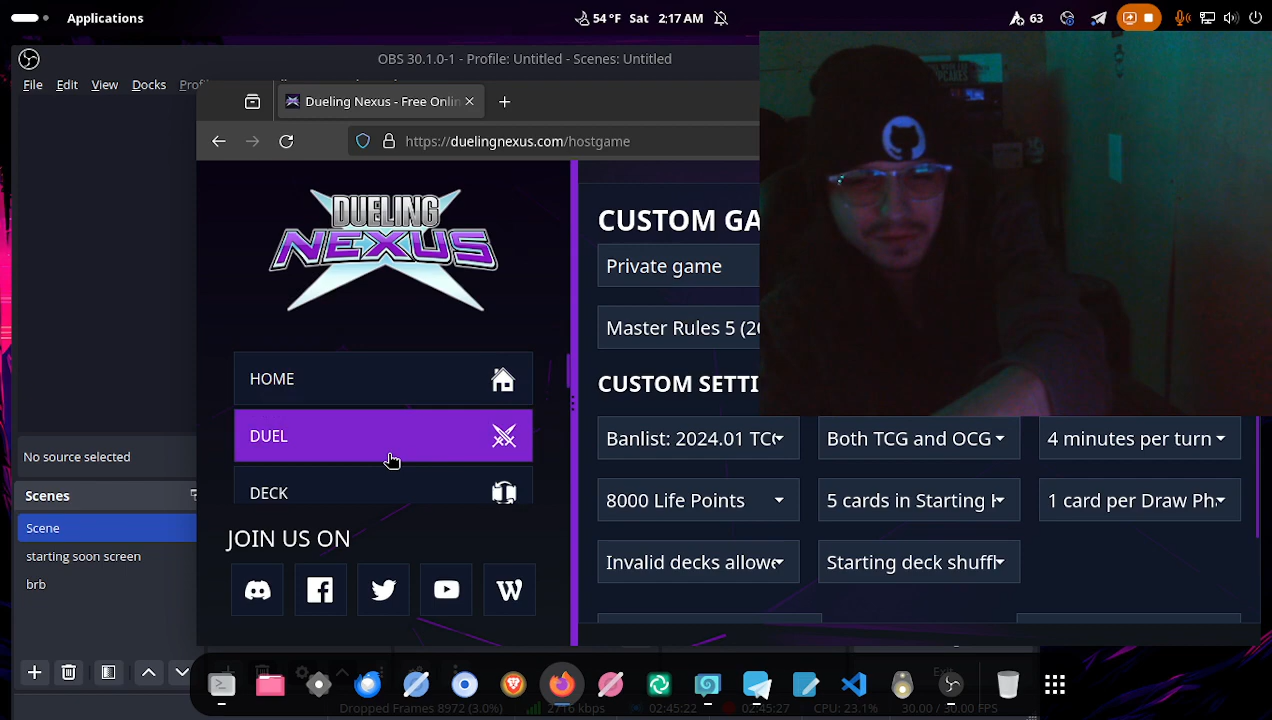 Applications
54 °F Sat 2:17 AM
63
OBS 30.1.0-1 - Profile: Untitled - Scenes: Untitled
File Edit View Docks
Dueling Nexus - Free Onlin
https://duelingnexus.com/hostgame
DUELING
NEXUS
HOME
DUEL
DECK
JOIN US ON
CUSTOM GA
Private game
Master Rules 5 (20
CUSTOM SETTI
Banlist: 2024.01 TC
Both TCG and OCG
4 minutes per turn
8000 Life Points
5 cards in Starting
1 card per Draw Ph
Invalid decks allow
Starting deck shuffl
CUPCAKES
No source selected
Scenes
Scene
starting soon screen
brb
Dropped Frames 8972 (3.0%) 2716 kbps 02:45:22 02:45:27 CPU: 23.1% 30.00 / 30.00 FPS